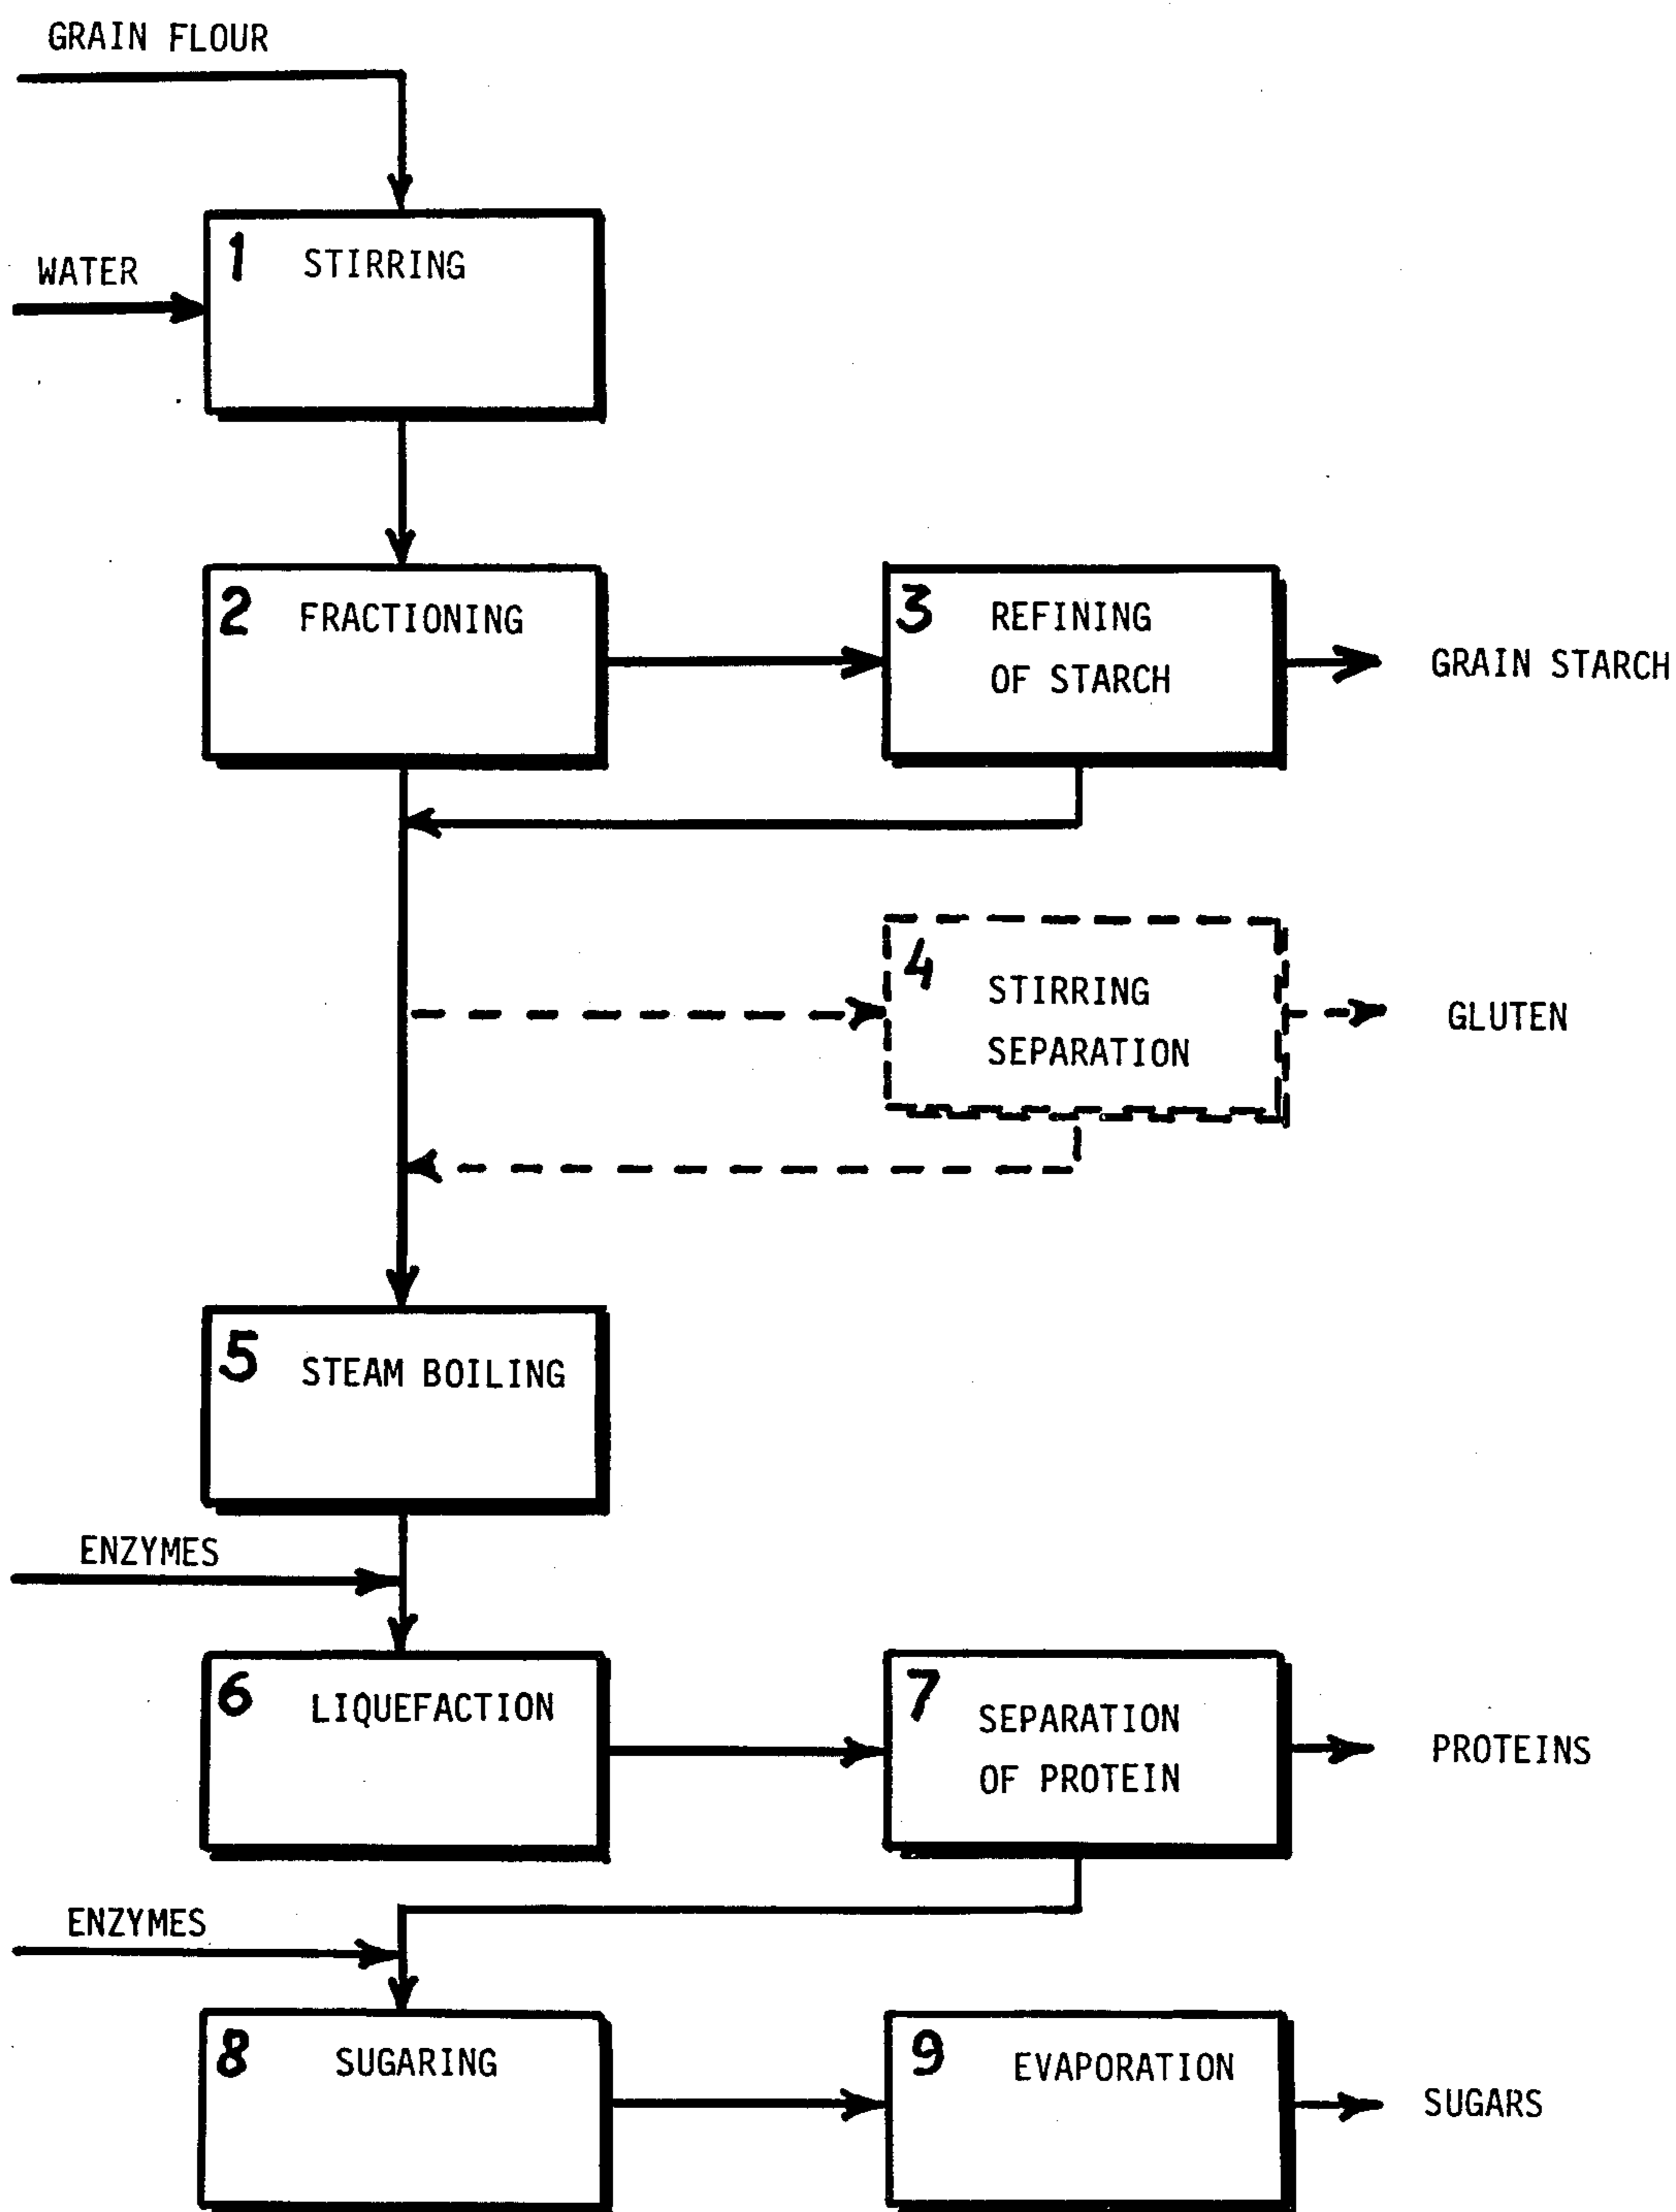 GRAIN FLOUR
WATER
1 STIRRING
2 FRACTIONING
3 REFINING
OF STARCH
GRAIN STARCH
4
STIRRING
SEPARATION
GLUTEN
5 STEAM BOILING
ENZYMES
6 LIQUEFACTION
7 SEPARATION
OF PROTEIN
PROTEINS
ENZYMES
8 SUGARING
9 EVAPORATION
SUGARS